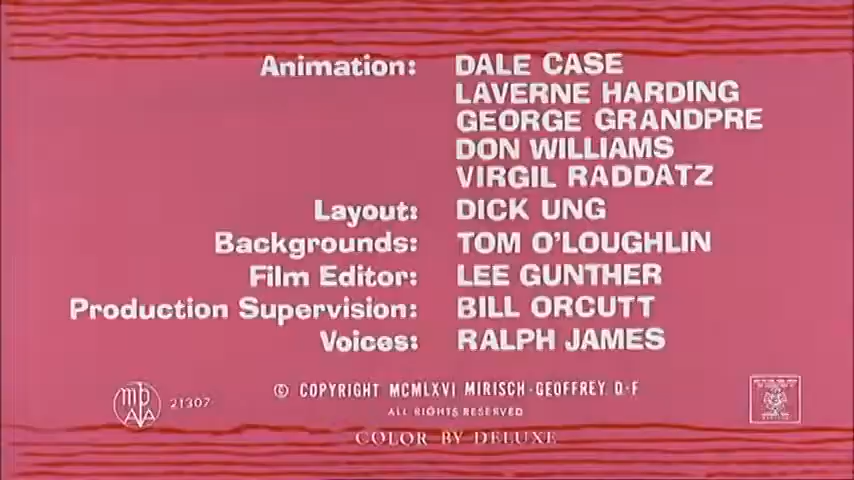 Animation: DALE CASE
LAVERNE HARDING
GEORGE GRANDPRE
DON WILLIAMS
VIRGIL RADDATZ
Layout: DICK UNG
Backgrounds: TOM O'LOUGHLIN
Film Editor: LEE GUNTHER
Production Supervision: BILL ORCUTT
Voices: RALPH JAMES
© COPYRIGHT MCMLXVI MIRISCH-GEOFFREY. D-F
21307
ALL RIGHTS RESERVED
COLOR BY DELUXE